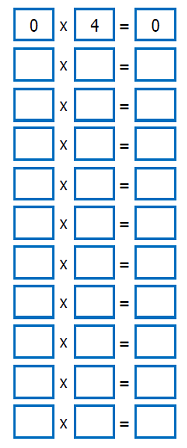 0 x 4 = 0
x =
x =
x =
x =
x =
x =
x =
x =
x =
x =